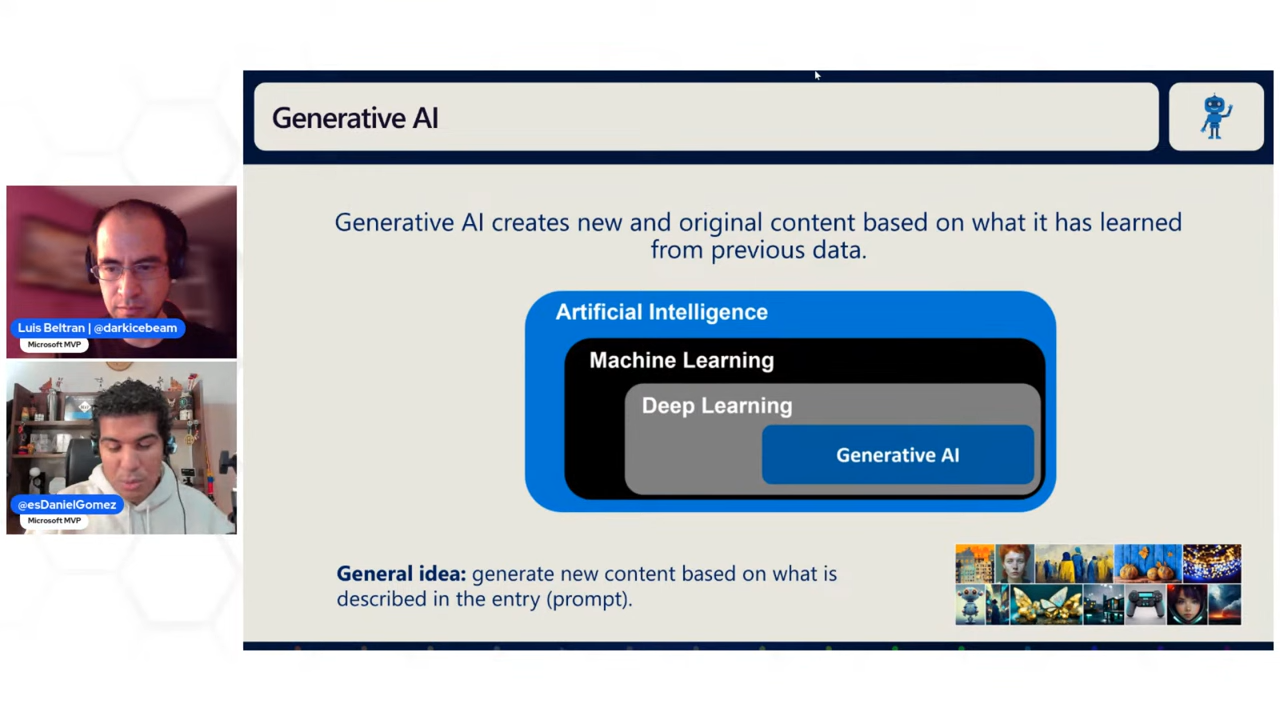 Generative AI
Generative AI creates new and original content based on what it has learned
from previous data.
Artificial Intelligence
Machine Learning
Deep Learning
Generative AI
General idea: generate new content based on what is
described in the entry (prompt).
Luis Beltran | @darkicebeam
Microsoft MVP
@esDanielGomez
Microsoft MVP